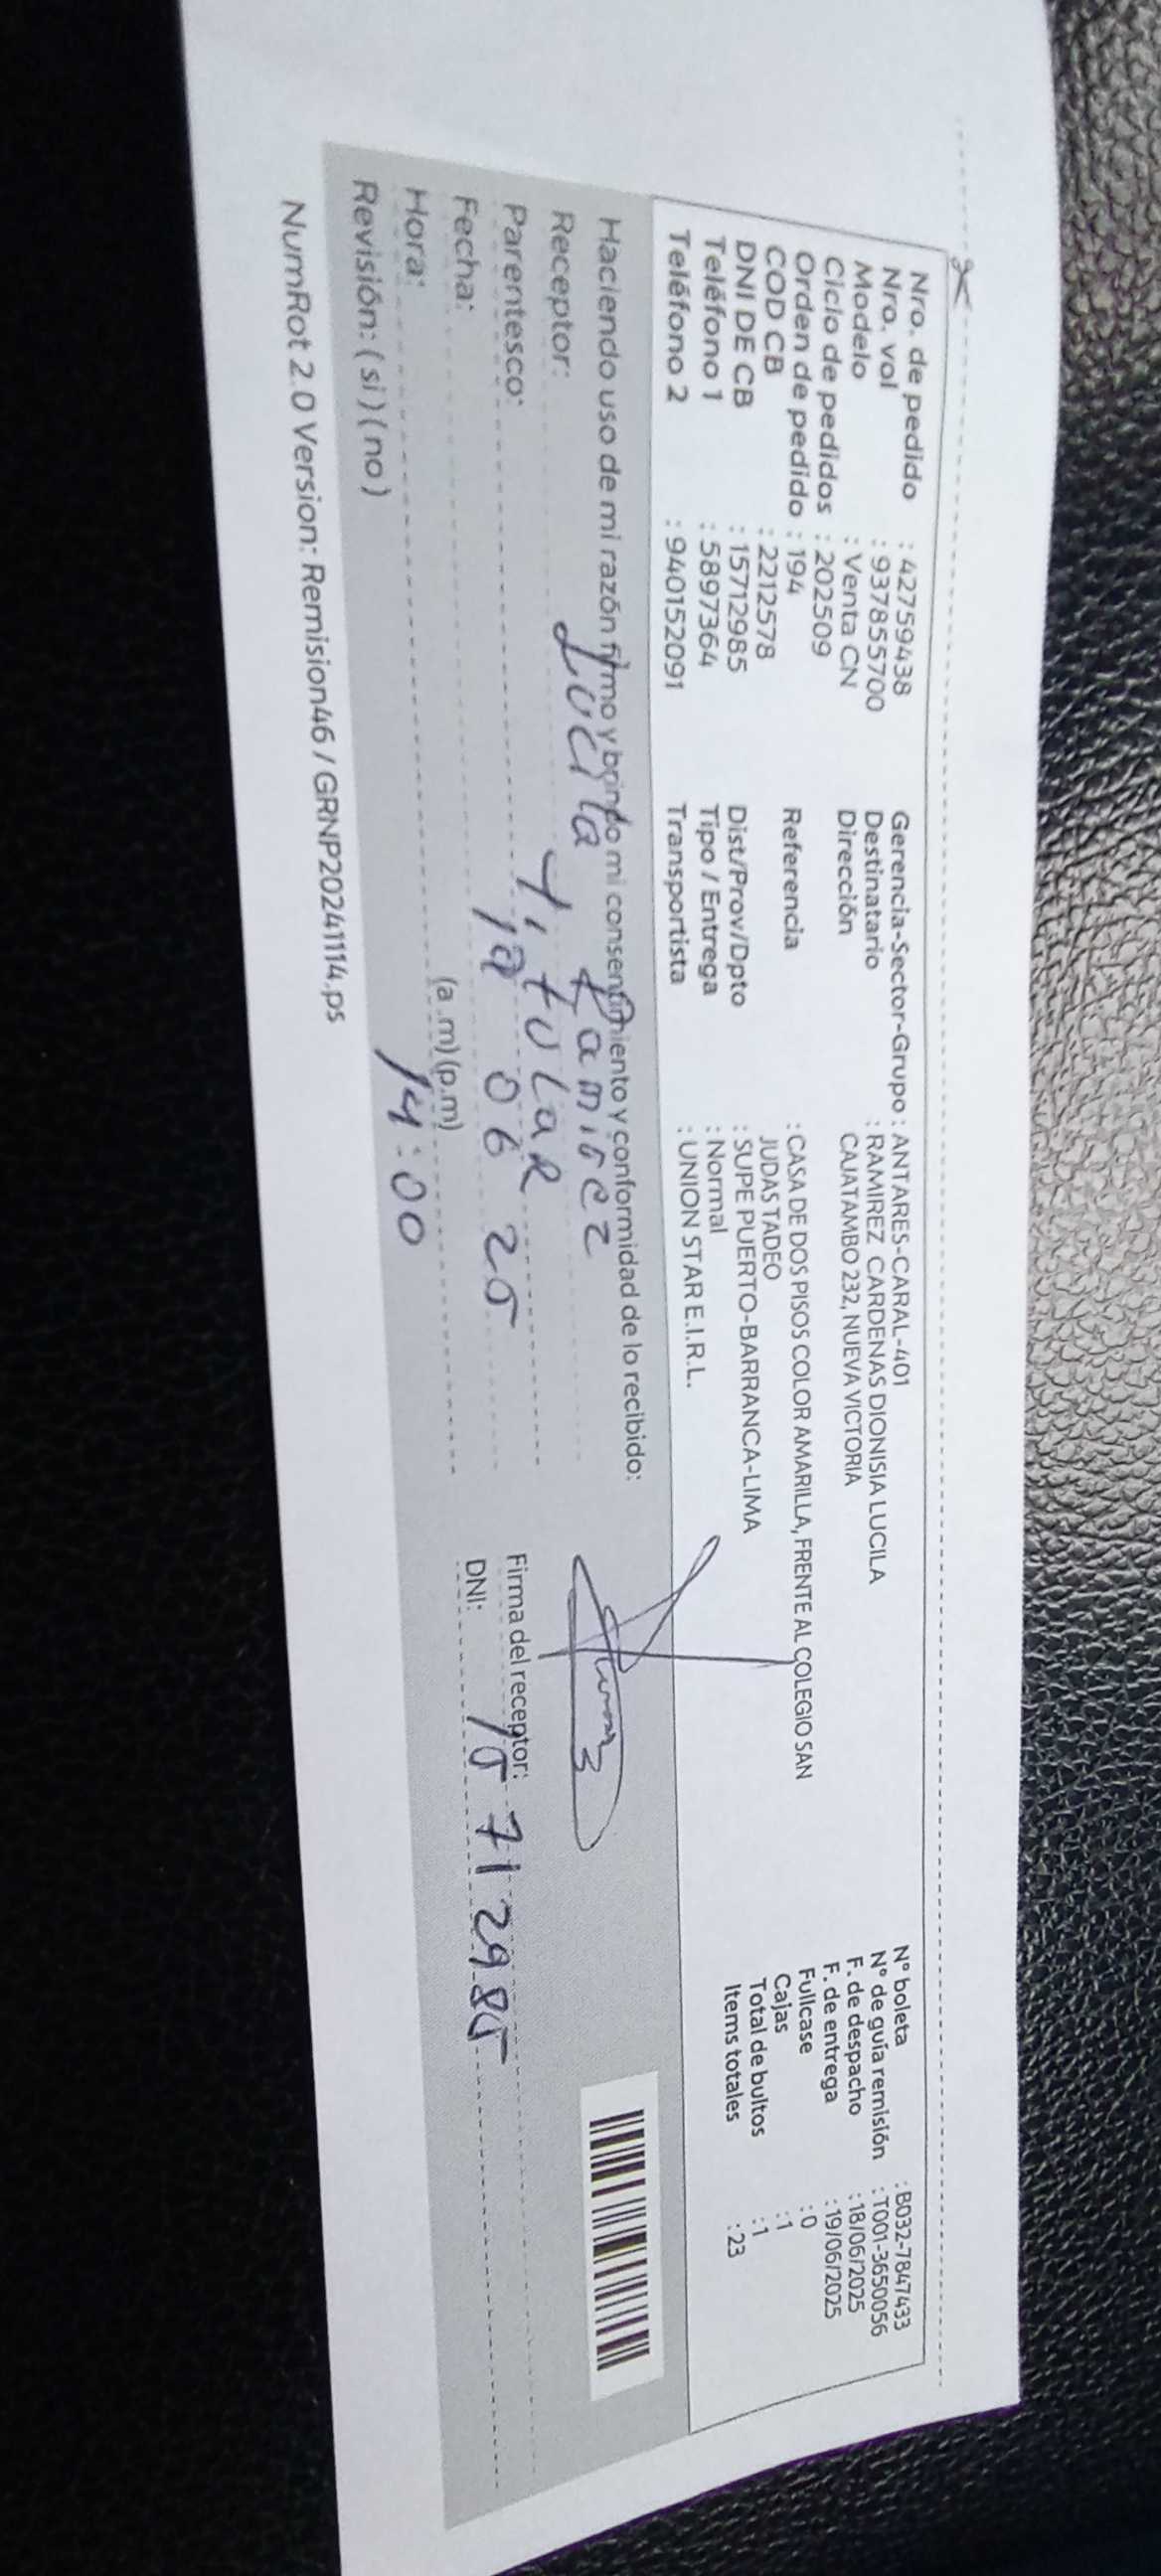 Nro. de pedido : 42759438
Nro. vol : 937855700
Modelo : Venta CN
Ciclo de pedidos : 202509
Orden de pedido : 194
COD CB : 2212578
DNI DE CB : 15712985
Teléfono 1 : 5897364
Teléfono 2 : 940152091
Gerencia-Sector-Grupo : ANTARES-CARAL-401
Destinatario : RAMIREZ CARDENAS DIONISIA LUCILA
Dirección CAJATAMBO 232, NUEVA VICTORIA
Referencia : CASA DE DOS PISOS COLOR AMARILLA, FRENTE AL COLEGIO SAN
JUDAS TADEO
Dist/Prov/Dpto : SUPE PUERTO-BARRANCA-LIMA
Tipo / Entrega : Normal
Transportista : UNION STAR E.I.R.L.
N° boleta : B032-7847433
N° de guía remisión : T001-3650056
F. de despacho : 18/06/2025
F. de entrega : 19/06/2025
Fullcase : 0
Cajas : 1
Total de bultos : 1
Items totales : 23
Haciendo uso de mi razón firmo y brindo mi consentimiento y conformidad de lo recibido:
Receptor: Lucila Ramirez
Parentesco: Titular
Fecha: 19 06 25
Hora: (a.m) (p.m) 14:00
Revisión: (si) (no)
Firma del receptor:
DNI: 15712985
NumRot 2.0 Version: Remision46 / GRNP20241114.ps